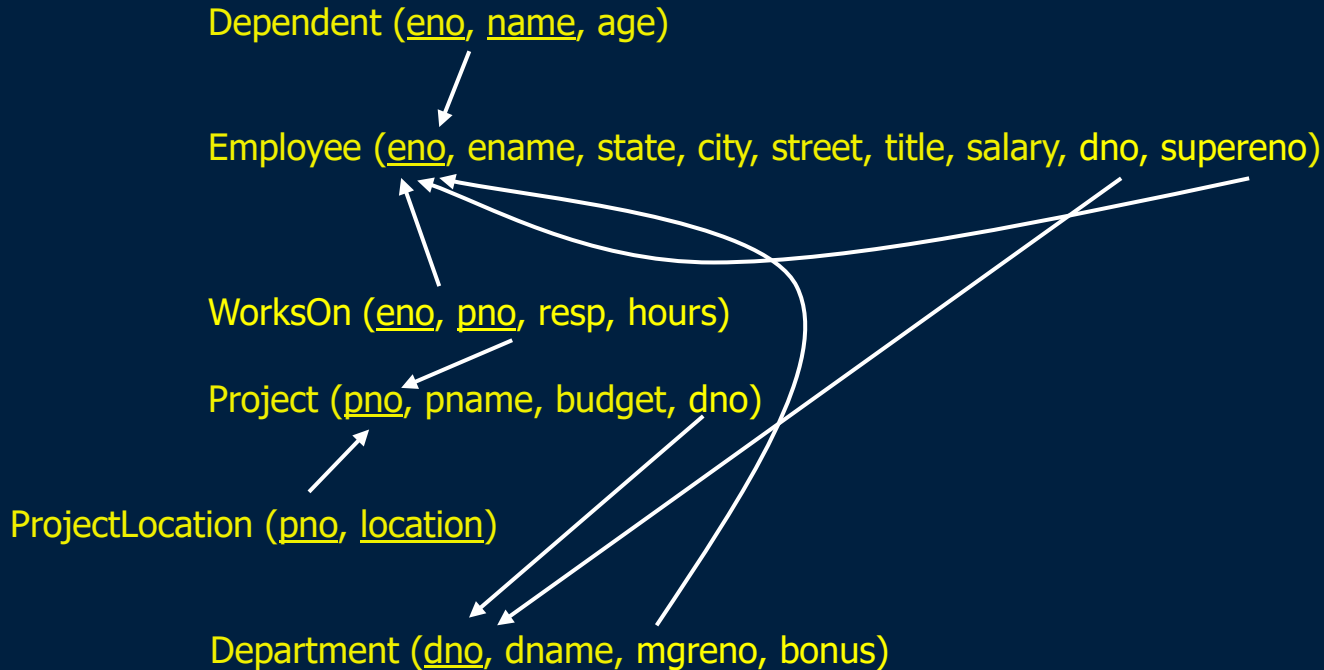 Dependent (eno, name, age)
Employee (eno, ename, state, city, street, title, salary, dno, supereno)
WorksOn (eno, pno, resp, hours)
Project (pno, pname, budget, dno)
ProjectLocation (pno, location)
Department (dno, dname, mgreno, bonus)